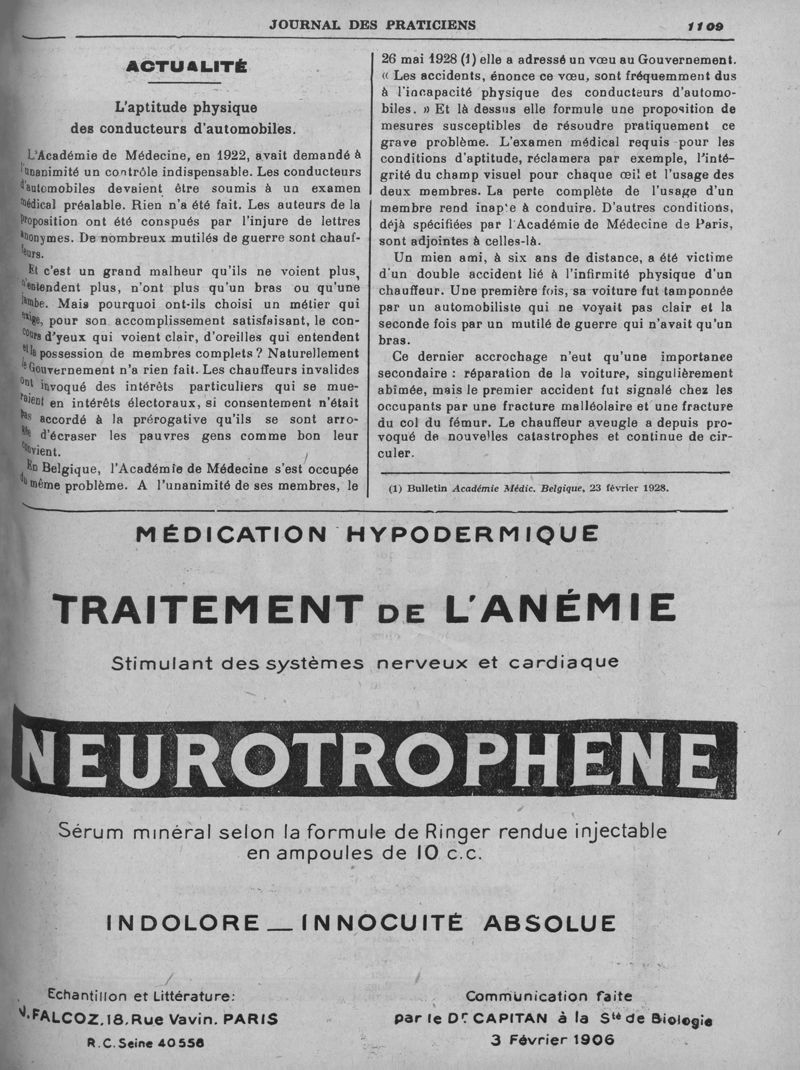 JOURNAL DES PRATICIENS 1109
ACTUALITÉ
L'aptitude physique
des conducteurs d'automobiles.
L'Académie de Médecine, en 1922, avait demandé à
l'unanimité un contrôle indispensable. Les conducteurs
d'automobiles devaient être soumis à un examen
médical préalable. Rien n'a été fait. Les auteurs de la
proposition ont été conspués par l'injure de lettres
anonymes. De nombreux mutilés de guerre sont chauf-
feurs.
Et c'est un grand malheur qu'ils ne voient plus,
n'entendent plus, n'ont plus qu'un bras ou qu'une
jambe. Mais pourquoi ont-ils choisi un métier qui
exige, pour son accomplissement satisfaisant, le con-
cours d'yeux qui voient clair, d'oreilles qui entendent
et la possession de membres complets ? Naturellement
le Gouvernement n'a rien fait. Les chauffeurs invalides
ont invoqué des intérêts particuliers qui se mue-
raient en intérêts électoraux, si consentement n'était
pas accordé à la prérogative qu'ils se sont arro-
gée d'écraser les pauvres gens comme bon leur
convient.
En Belgique, l'Académie de Médecine s'est occupée
du même problème. A l'unanimité de ses membres, le
26 mai 1928 (1) elle a adressé un vœu au Gouvernement.
« Les accidents, énonce ce vœu, sont fréquemment dus
à l'incapacité physique des conducteurs d'automo-
biles. » Et là dessus elle formule une proposition de
mesures susceptibles de résoudre pratiquement ce
grave problème. L'examen médical requis pour les
conditions d'aptitude, réclamera par exemple, l'inté-
grité du champ visuel pour chaque œil et l'usage des
deux membres. La perte complète de l'usage d'un
membre rend inapte à conduire. D'autres conditions,
déjà spécifiées par l'Académie de Médecine de Paris,
sont adjointes à celles-là.
Un mien ami, à six ans de distance, a été victime
d'un double accident lié à l'infirmité physique d'un
chauffeur. Une première fois, sa voiture fut tamponnée
par un automobiliste qui ne voyait pas clair et la
seconde fois par un mutilé de guerre qui n'avait qu'un
bras.
Ce dernier accrochage n'eut qu'une importance
secondaire : réparation de la voiture, singulièrement
abîmée, mais le premier accident fut signalé chez les
occupants par une fracture malléolaire et une fracture
du col du fémur. Le chauffeur aveugle a depuis pro-
voqué de nouvelles catastrophes et continue de cir-
culer.
(1) Bulletin Académie Médic. Belgique, 23 février 1928.
MÉDICATION HYPODERMIQUE
TRAITEMENT DE L'ANÉMIE
Stimulant des systèmes nerveux et cardiaque
NEUROTROPHENE
Sérum minéral selon la formule de Ringer rendue injectable
en ampoules de 10 c.c.
INDOLORE — INNOCUITÉ ABSOLUE
Echantillon et Littérature:
FALCOZ, 18, Rue Vavin. PARIS
R.C. Seine 40558
Communication faite
par le Dr CAPITAN à la Sté de Biologie
3 Février 1906